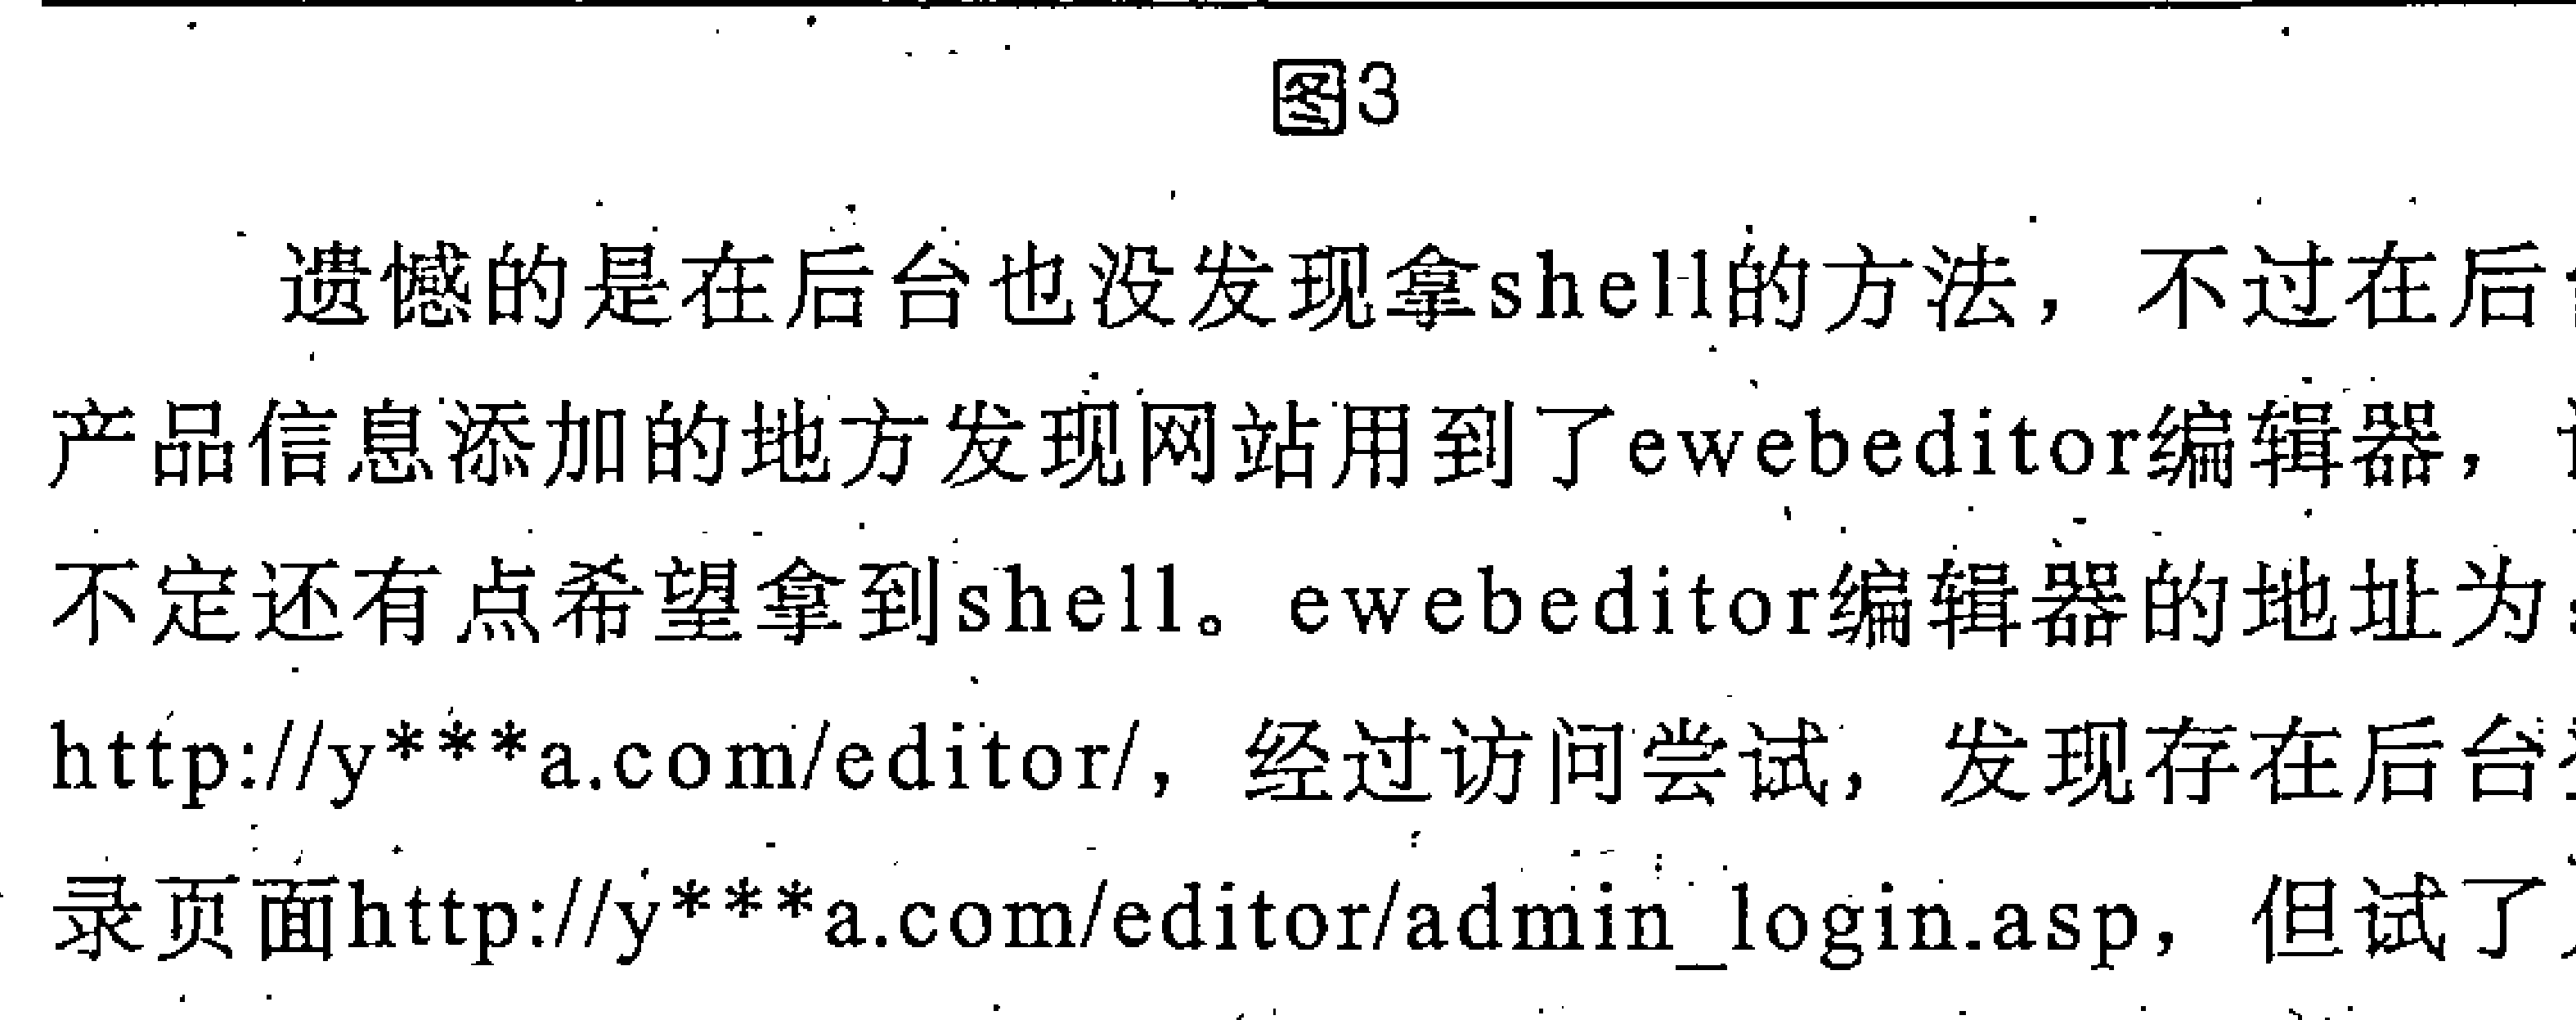 图3
遗憾的是在后台也没发现拿shell的方法，不过在后
产品信息添加的地方发现网站用到了ewebeditor编辑器，
不定还有点希望拿到shell。ewebeditor编辑器的地址为
http://y***a.com/editor/，经过访问尝试，发现存在后台
录页面http://y***a.com/editor/admin_login.asp，但试了